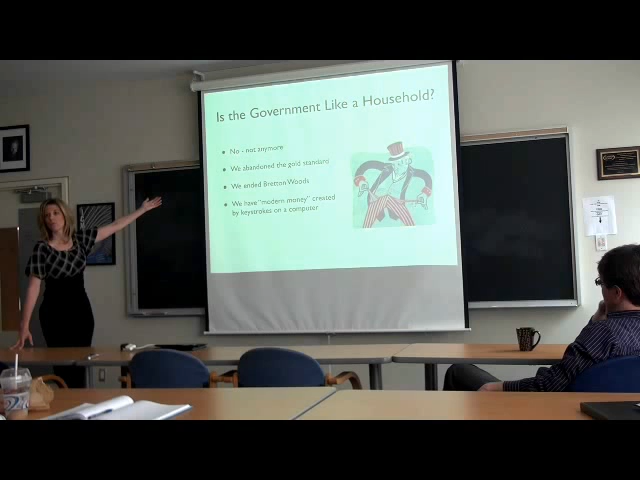 Is the Government Like a Household?
No - not anymore
We abandoned the gold standard
We ended Bretton Woods
We have "modern money" created
by keystrokes on a computer